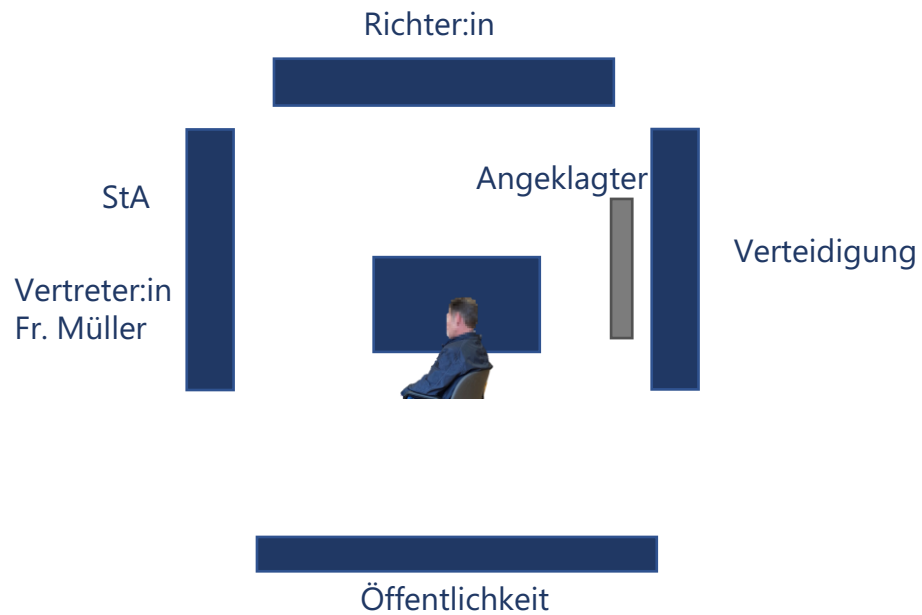 Richter:in
Angeklagter
StA
Verteidigung
Vertreter:in
Fr. Müller
Öffentlichkeit